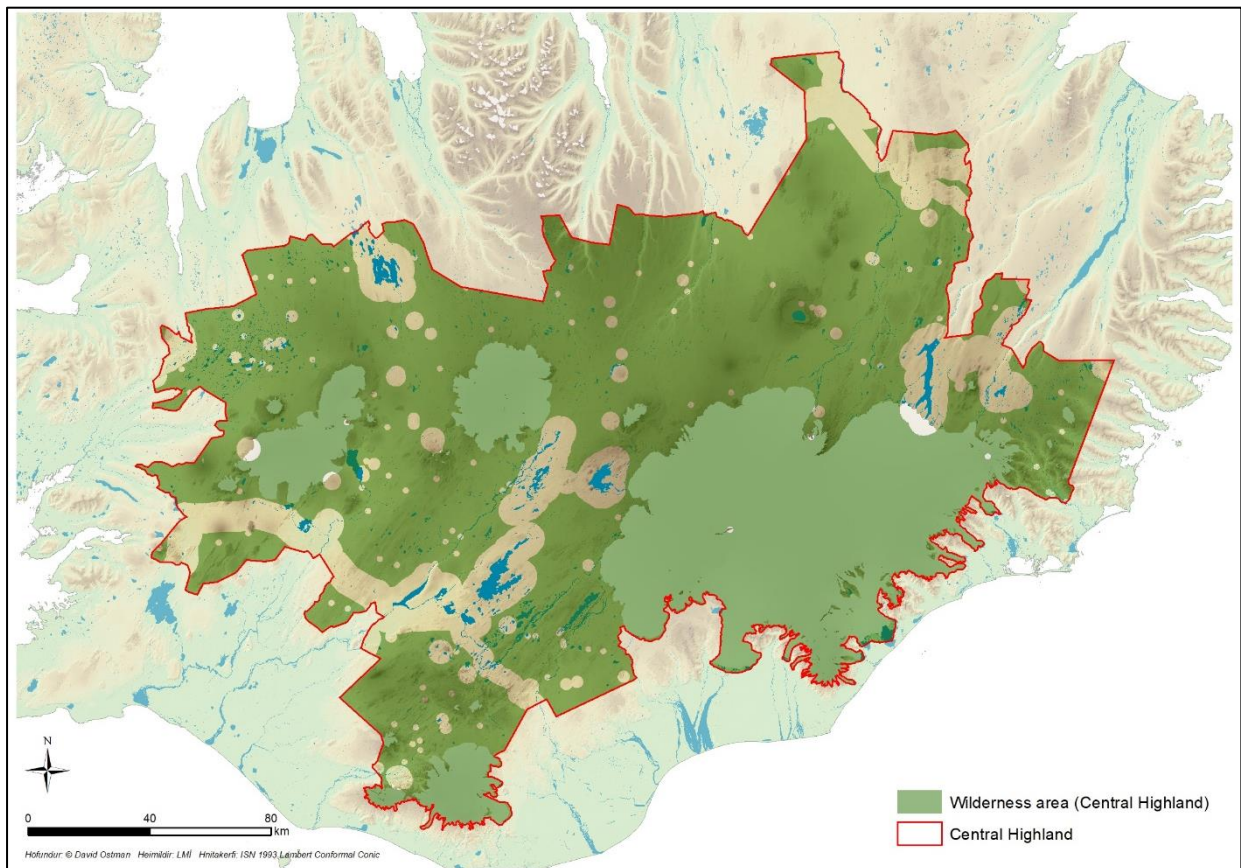 N
0 40 80
km
Wilderness area (Central Highland)
Central Highland
Höfundur: © David Ostman Heimildir: LMÍ Hnitakerfi: ISN 1993 Lambert Conformal Conic